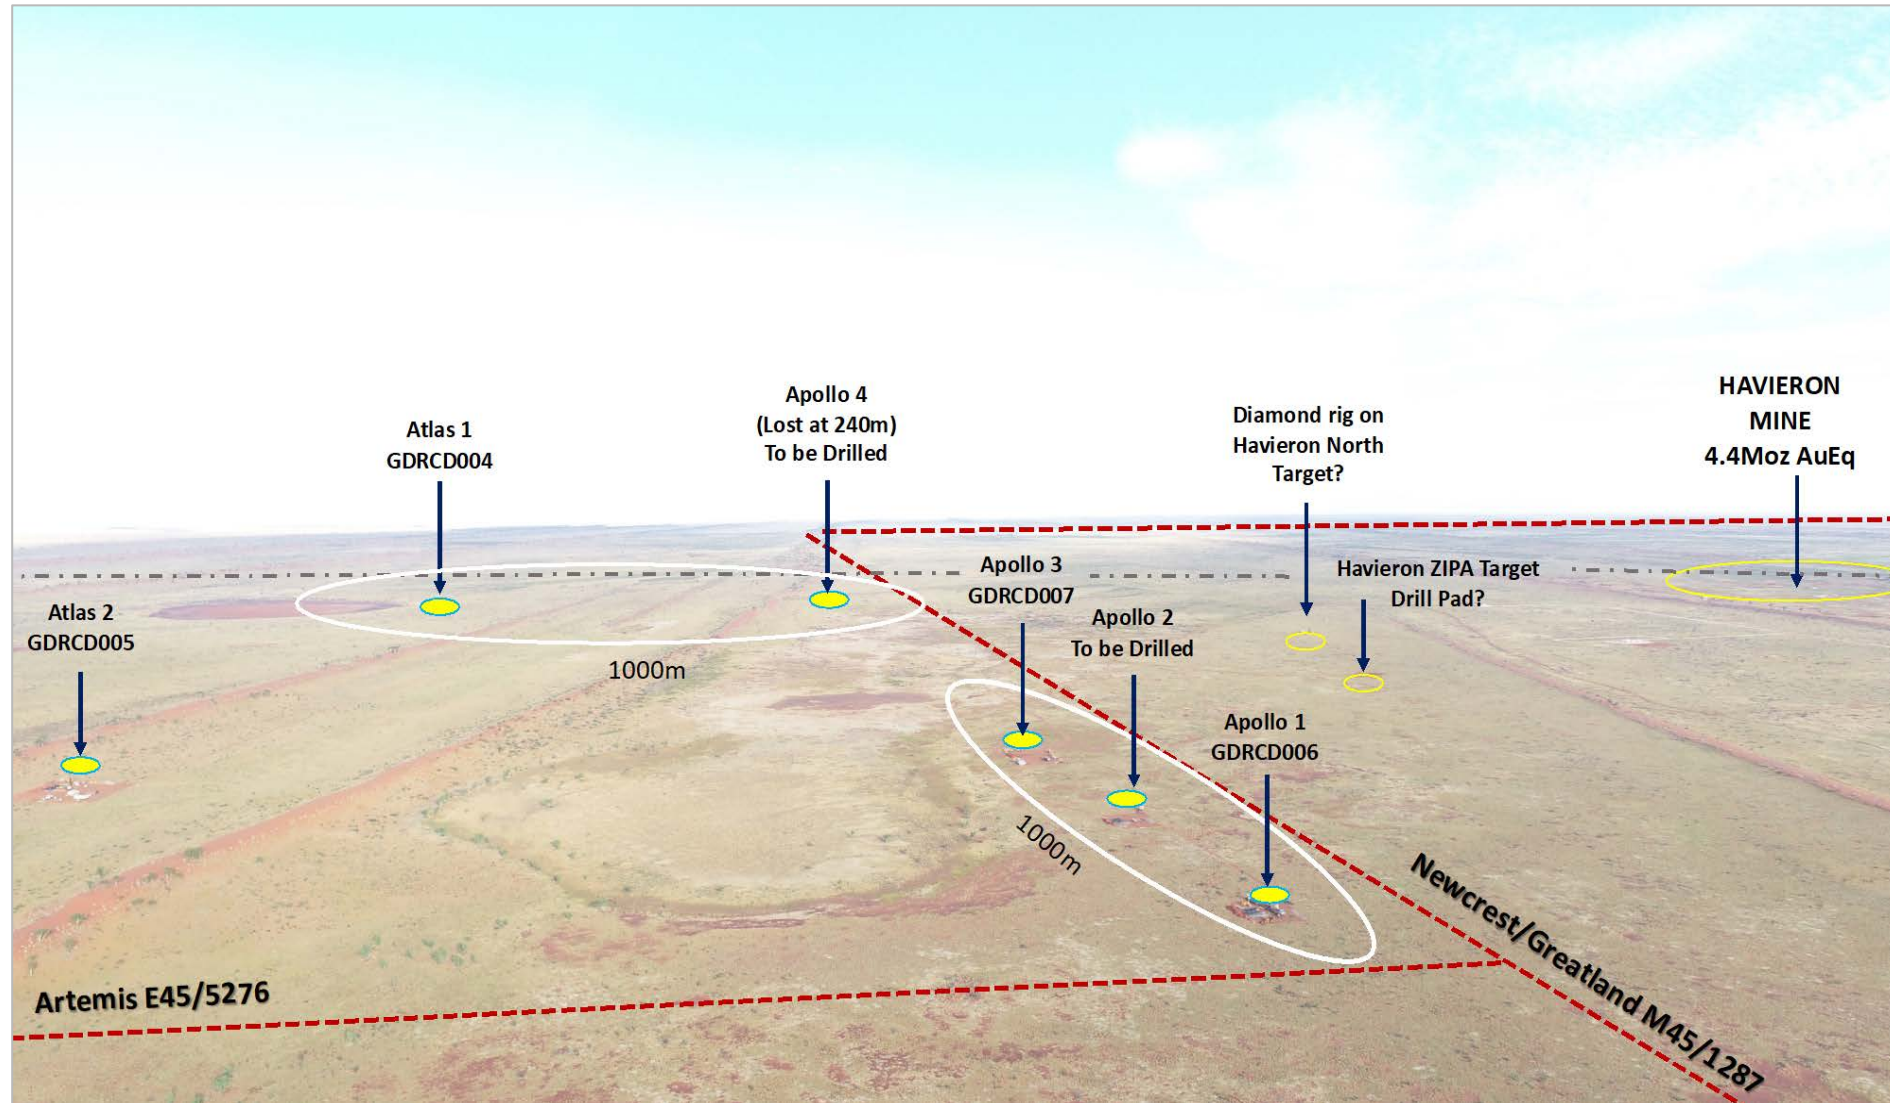 HAVIERON
MINE
4.4Moz AuEq
Apollo 4
(Lost at 240m)
To be Drilled
Diamond rig on
Havieron North
Target?
Atlas 1
GDRCD004
Apollo 3
GDRCD007
Havieron ZIPA Target
Drill Pad?
Atlas 2
GDRCD005
Apollo 2
To be Drilled
1000m
Apollo 1
GDRCD006
1000m
Newcrest/Greatland M45/1287
Artemis E45/5276